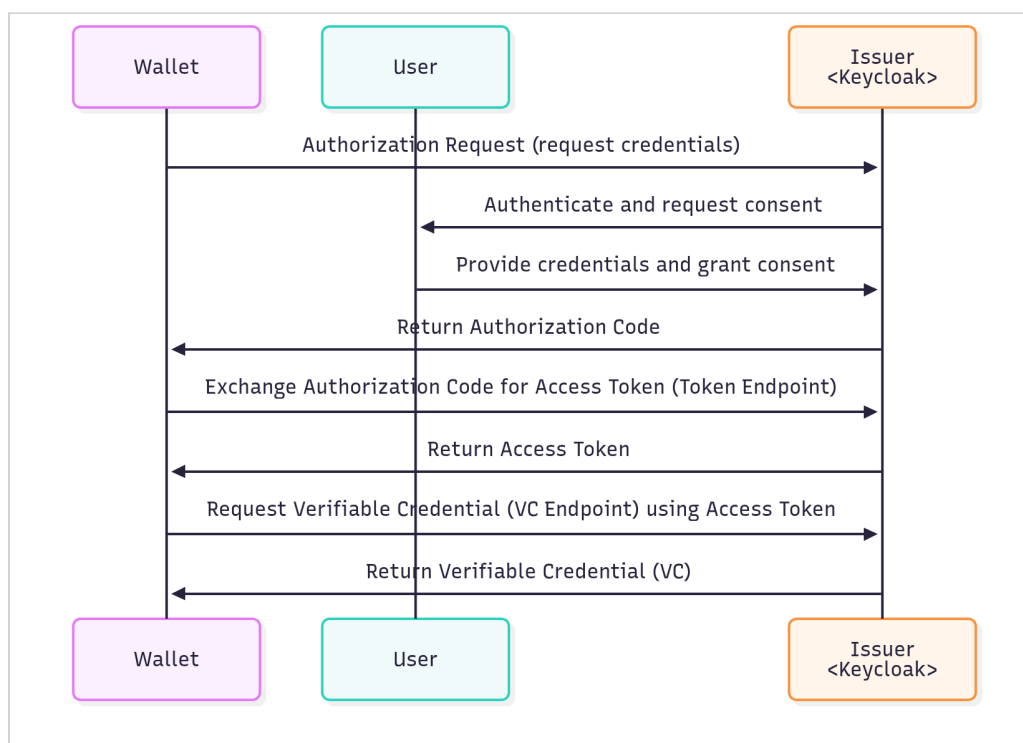 Wallet
User
Issuer
<Keycloak>
Authorization Request (request credentials)
Authenticate and request consent
Provide credentials and grant consent
Return Authorization Code
Exchange Authorization Code for Access Token (Token Endpoint)
Return Access Token
Request Verifiable Credential (VC Endpoint) using Access Token
Return Verifiable Credential (VC)
Wallet
User
Issuer
<Keycloak>